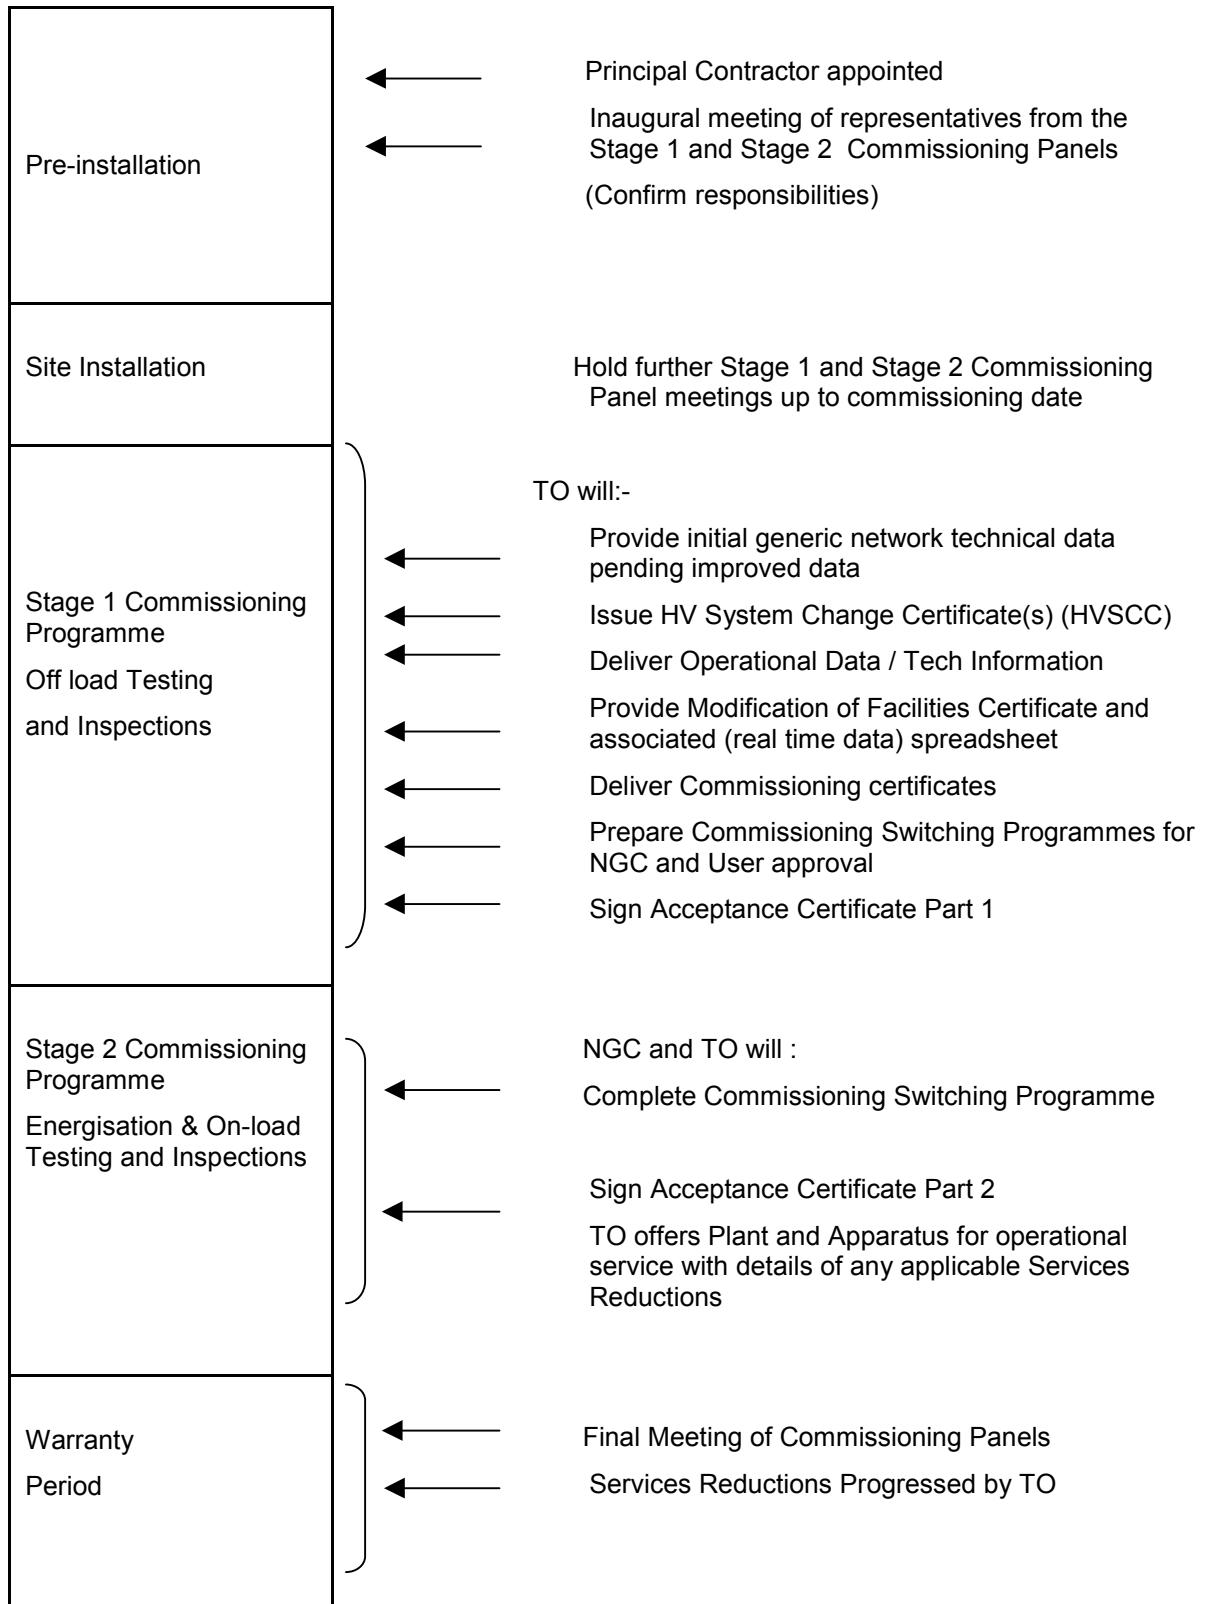 Principal Contractor appointed
Inaugural meeting of representatives from the
Stage 1 and Stage 2 Commissioning Panels
Pre-installation
(Confirm responsibilities)
Site Installation
Hold further Stage 1 and Stage 2 Commissioning
Panel meetings up to commissioning date
TO will:-
Provide initial generic network technical data
pending improved data
Stage 1 Commissioning
Programme
Off load Testing
and Inspections
Issue HV System Change Certificate(s) (HVSCC)
Deliver Operational Data / Tech Information
Provide Modification of Facilities Certificate and
associated (real time data) spreadsheet
Deliver Commissioning certificates
Prepare Commissioning Switching Programmes for
NGC and User approval
Sign Acceptance Certificate Part 1
Stage 2 Commissioning
Programme
Energisation & On-load
Testing and Inspections
NGC and TO will :
Complete Commissioning Switching Programme
Sign Acceptance Certificate Part 2
TO offers Plant and Apparatus for operational
service with details of any applicable Services
Reductions
Warranty
Period
Final Meeting of Commissioning Panels
Services Reductions Progressed by TO